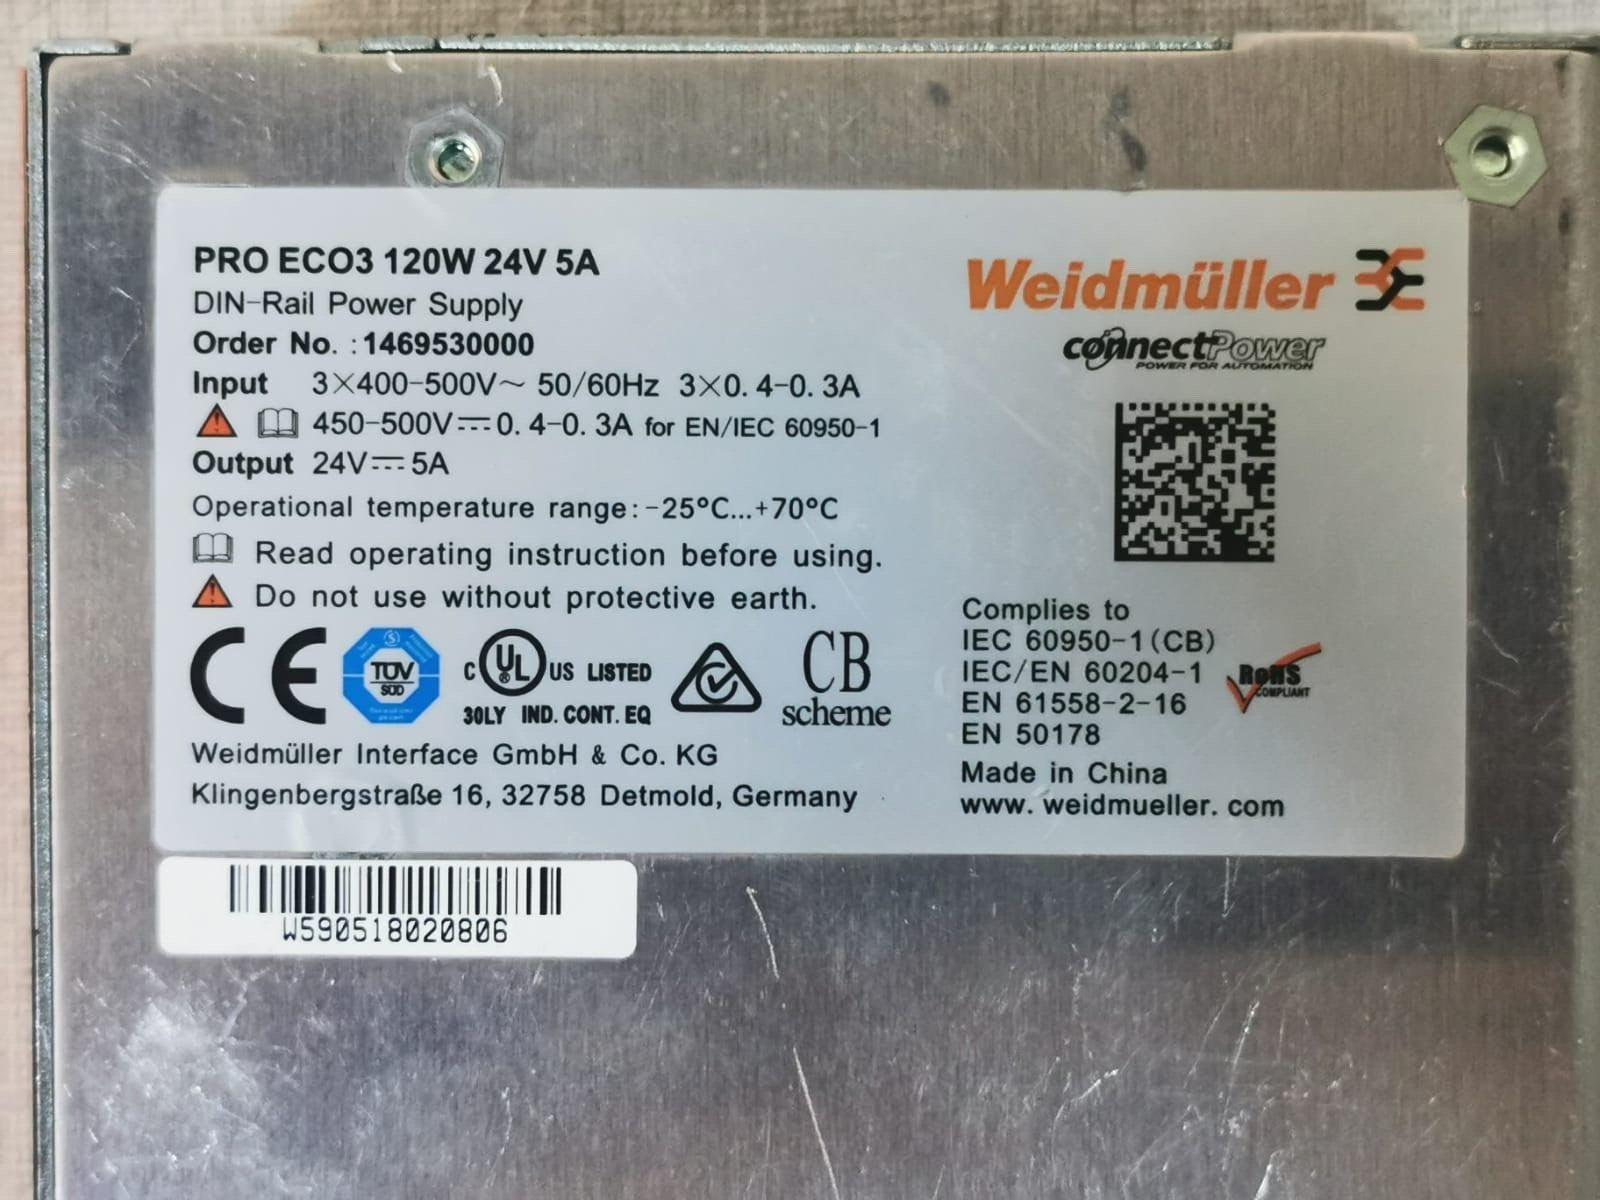 PRO ECO3 120W 24V 5A
DIN-Rail Power Supply
Order No. :1469530000
Input 3×400-500V~ 50/60Hz 3×0.4-0.3A
450-500V⎓0.4-0.3A for EN/IEC 60950-1
Output 24V⎓5A
Operational temperature range:-25°C...+70°C
Read operating instruction before using.
Do not use without protective earth.
CE
TÜV
SÜD
C UL US LISTED
30LY IND. CONT. EQ
CB
scheme
Weidmüller Interface GmbH & Co. KG
Klingenbergstraße 16, 32758 Detmold, Germany
Weidmüller
connectPower
POWER FOR AUTOMATION
Complies to
IEC 60950-1(CB)
IEC/EN 60204-1
EN 61558-2-16
EN 50178
RoHS
COMPLIANT
Made in China
www.weidmueller.com
W590518020806